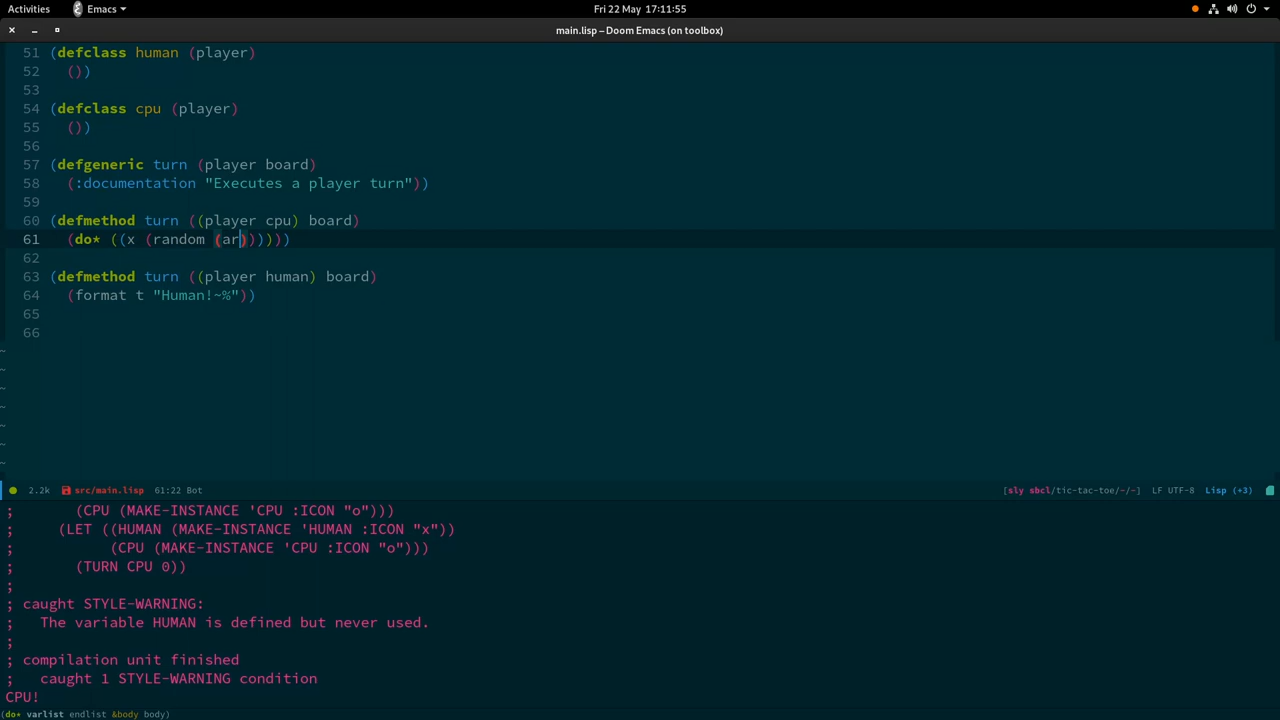 Activities Emacs Fri 22 May 17:11:55
main.lisp – Doom Emacs (on toolbox)
51 (defclass human (player)
52 ())
53
54 (defclass cpu (player)
55 ())
56
57 (defgeneric turn (player board)
58 (:documentation "Executes a player turn"))
59
60 (defmethod turn ((player cpu) board)
61 (do* ((x (random (ar))))))
62
63 (defmethod turn ((player human) board)
64 (format t "Human!~%"))
65
66
~
~
~
~
~
~
~
2.2k src/main.lisp 61:22 Bot [sly sbcl/tic-tac-toe/~/~] LF UTF-8 Lisp (+3)
; (CPU (MAKE-INSTANCE 'CPU :ICON "o")))
; (LET ((HUMAN (MAKE-INSTANCE 'HUMAN :ICON "x"))
; (CPU (MAKE-INSTANCE 'CPU :ICON "o")))
; (TURN CPU 0))
;
; caught STYLE-WARNING:
; The variable HUMAN is defined but never used.
;
; compilation unit finished
; caught 1 STYLE-WARNING condition
CPU!
(do* varlist endlist &body body)